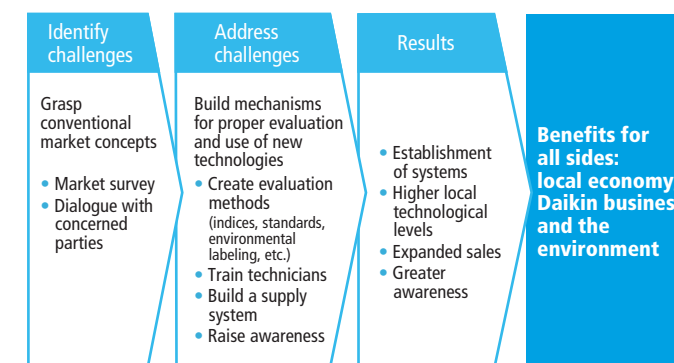 Identify
challenges
Grasp
conventional
market concepts
• Market survey
• Dialogue with
concerned
parties
Address
challenges
Build mechanisms
for proper evaluation
and use of new
technologies
• Create evaluation
methods
(indices, standards,
environmental
labeling, etc.)
• Train technicians
• Build a supply
system
• Raise awareness
Results
• Establishment
of systems
• Higher local
technological
levels
• Expanded sales
• Greater
awareness
Benefits for
all sides:
local economy
Daikin busines
and the
environment